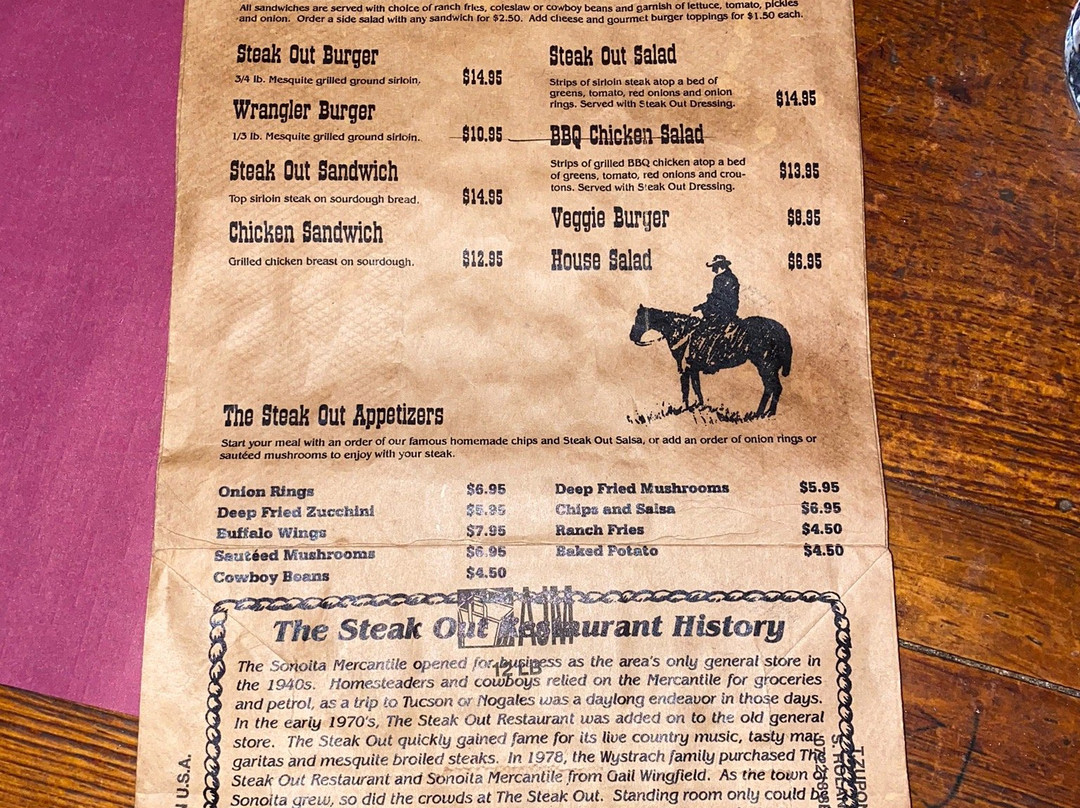 All sandwiches are served with choice of ranch fries, coleslaw or cowboy beans and garnish of lettuce, tomato, pickles
and onion. Order a side salad with any sandwich for $2.50. Add cheese and gourmet burger toppings for $1.50 each.
Steak Out Burger
3/4 lb. Mesquite grilled ground sirloin. $14.95
Wrangler Burger
1/3 lb. Mesquite grilled ground sirloin. $10.95
Steak Out Sandwich
Top sirloin steak on sourdough bread. $14.95
Chicken Sandwich
Grilled chicken breast on sourdough. $12.95
Steak Out Salad
Strips of sirloin steak atop a bed of
greens, tomato, red onions and onion
rings. Served with Steak Out Dressing. $14.95
BBQ Chicken Salad
Strips of grilled BBQ chicken atop a bed
of greens, tomato, red onions and crou- $13.95
tons. Served with Steak Out Dressing.
Veggie Burger $8.95
House Salad $6.95
The Steak Out Appetizers
Start your meal with an order of our famous homemade chips and Steak Out Salsa, or add an order of onion rings or
sautéed mushrooms to enjoy with your steak.
Onion Rings $6.95
Deep Fried Zucchini $5.95
Buffalo Wings $7.95
Sautéed Mushrooms $6.95
Cowboy Beans $4.50
Deep Fried Mushrooms $5.95
Chips and Salsa $6.95
Ranch Fries $4.50
Baked Potato $4.50
The Steak Out Restaurant History
12 LB
The Sonoita Mercantile opened for business as the area's only general store in
the 1940s. Homesteaders and cowboys relied on the Mercantile for groceries
and petrol, as a trip to Tucson or Nogales was a daylong endeavor in those days.
In the early 1970's, The Steak Out Restaurant was added on to the old general
store. The Steak Out quickly gained fame for its live country music, tasty mar-
garitas and mesquite broiled steaks. In 1978, the Wystrach family purchased The
Steak Out Restaurant and Sonoita Mercantile from Gail Wingfield. As the town of
Sonoita grew, so did the crowds at The Steak Out. Standing room only could be
U.S.A.